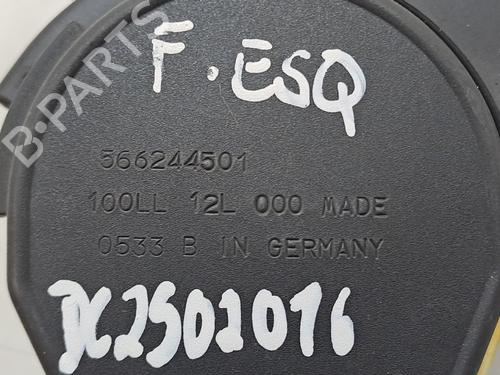 B-PARTS
F. ESQ
566244501
100LL 12L 000 MADE
0533 B IN GERMANY
DC2502016